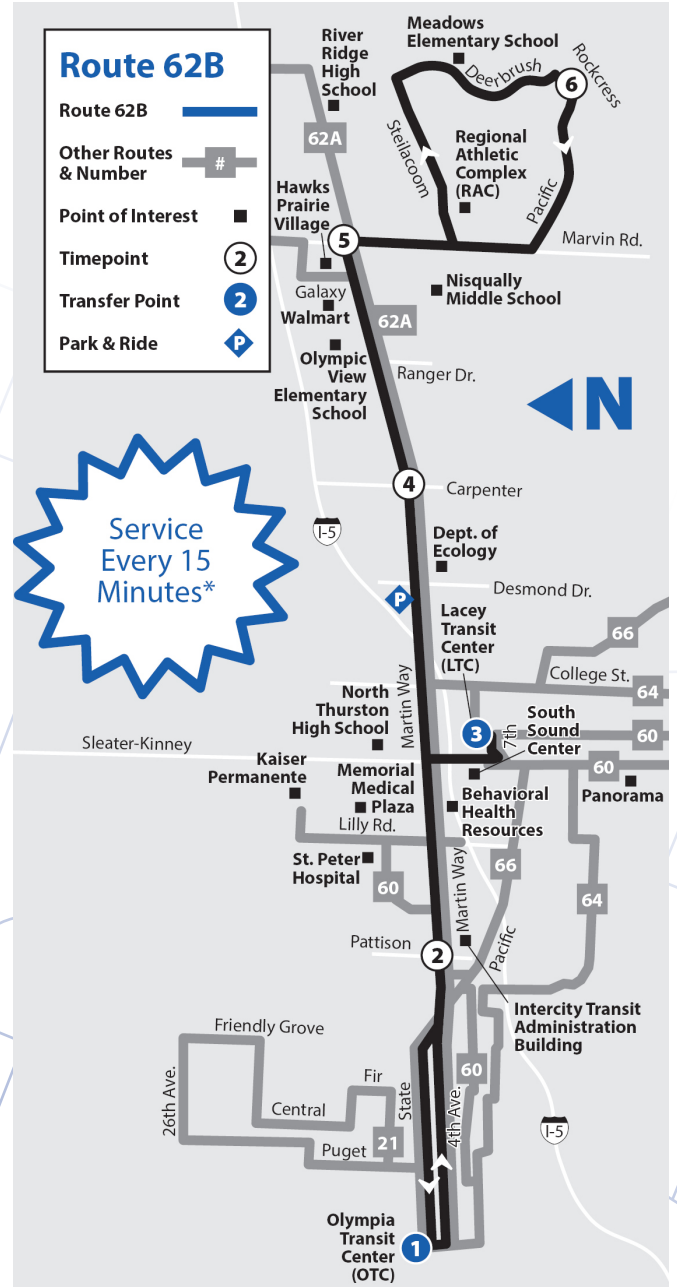 Route 62B
Route 62B
Other Routes
& Number
#
Point of Interest
Timepoint
2
Transfer Point
2
Park & Ride
P
River
Ridge
High
School
62A
Meadows
Elementary School
Deerbrush
6
Rockcress
Steilacoom
Regional
Athletic
Complex
(RAC)
Pacific
Hawks
Prairie
Village
5
Marvin Rd.
Galaxy
Walmart
Nisqually
Middle School
62A
Olympic
View
Elementary
School
Ranger Dr.
N
4
Carpenter
Service
Every 15
Minutes*
I-5
Dept. of
Ecology
Desmond Dr.
P
Lacey
Transit
Center
(LTC)
66
College St.
64
Martin Way
North
Thurston
High School
3
7th
South
Sound
Center
60
Sleater-Kinney
60
Kaiser
Permanente
Memorial
Medical
Plaza
Panorama
Behavioral
Health
Resources
Lilly Rd.
St. Peter
Hospital
60
Martin Way
66
64
Pattison
2
Pacific
Intercity Transit
Administration
Building
Friendly Grove
26th Ave.
Fir
State
60
Central
4th Ave.
21
Puget
I-5
Olympia
Transit
Center
(OTC)
1